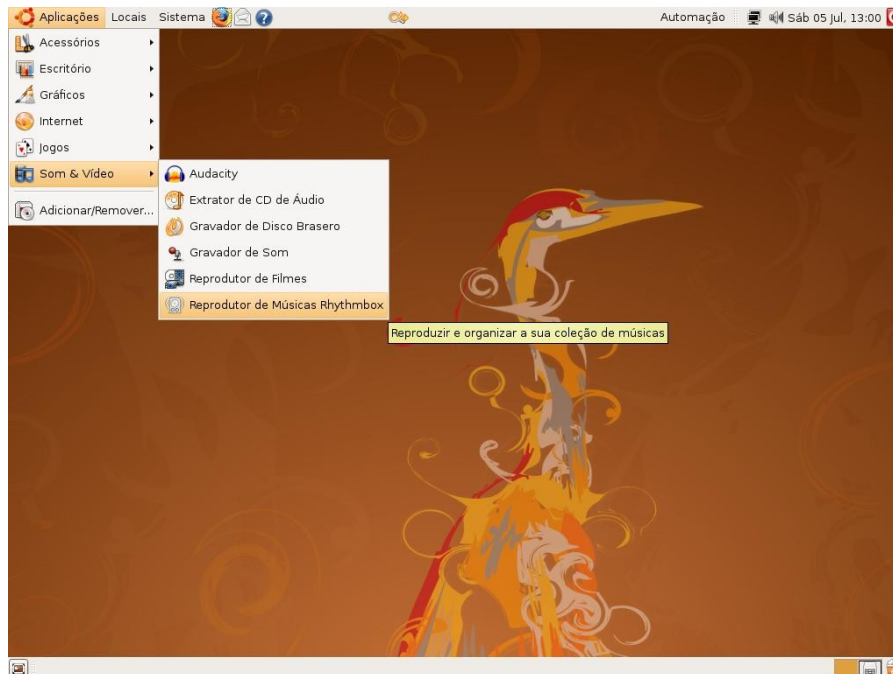 Aplicações Locais Sistema Automação Sáb 05 Jul, 13:00
Acessórios
Escritório
Gráficos
Internet
Jogos
Som & Vídeo
Adicionar/Remover...
Audacity
Extrator de CD de Áudio
Gravador de Disco Brasero
Gravador de Som
Reprodutor de Filmes
Reprodutor de Músicas Rhythmbox
Reproduzir e organizar a sua coleção de músicas